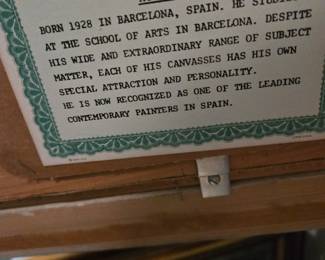 BORN 1928 IN BARCELONA, SPAIN. HE STUDIED
AT THE SCHOOL OF ARTS IN BARCELONA. DESPITE
HIS WIDE AND EXTRAORDINARY RANGE OF SUBJECT
MATTER, EACH OF HIS CANVASSES HAS HIS OWN
SPECIAL ATTRACTION AND PERSONALITY.
HE IS NOW RECOGNIZED AS ONE OF THE LEADING
CONTEMPORARY PAINTERS IN SPAIN.